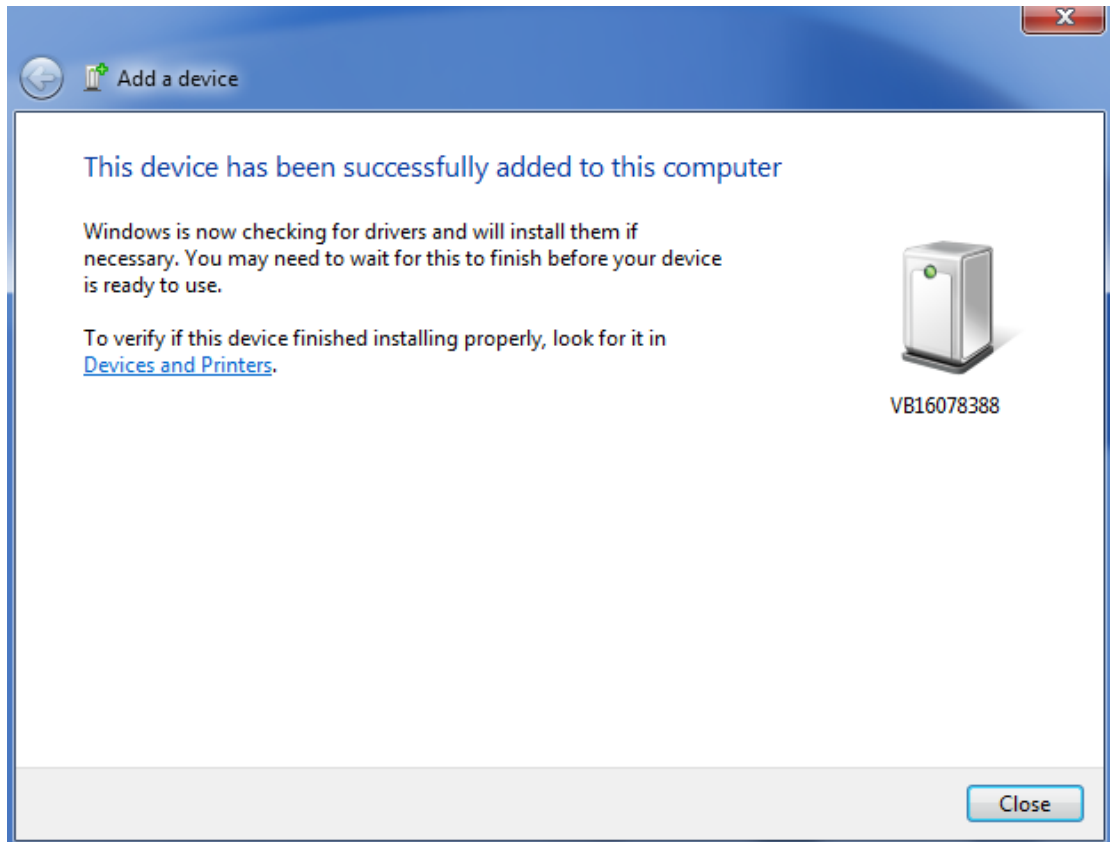 Add a device
This device has been successfully added to this computer
Windows is now checking for drivers and will install them if
necessary. You may need to wait for this to finish before your device
is ready to use.
To verify if this device finished installing properly, look for it in
Devices and Printers.
VB16078388
Close